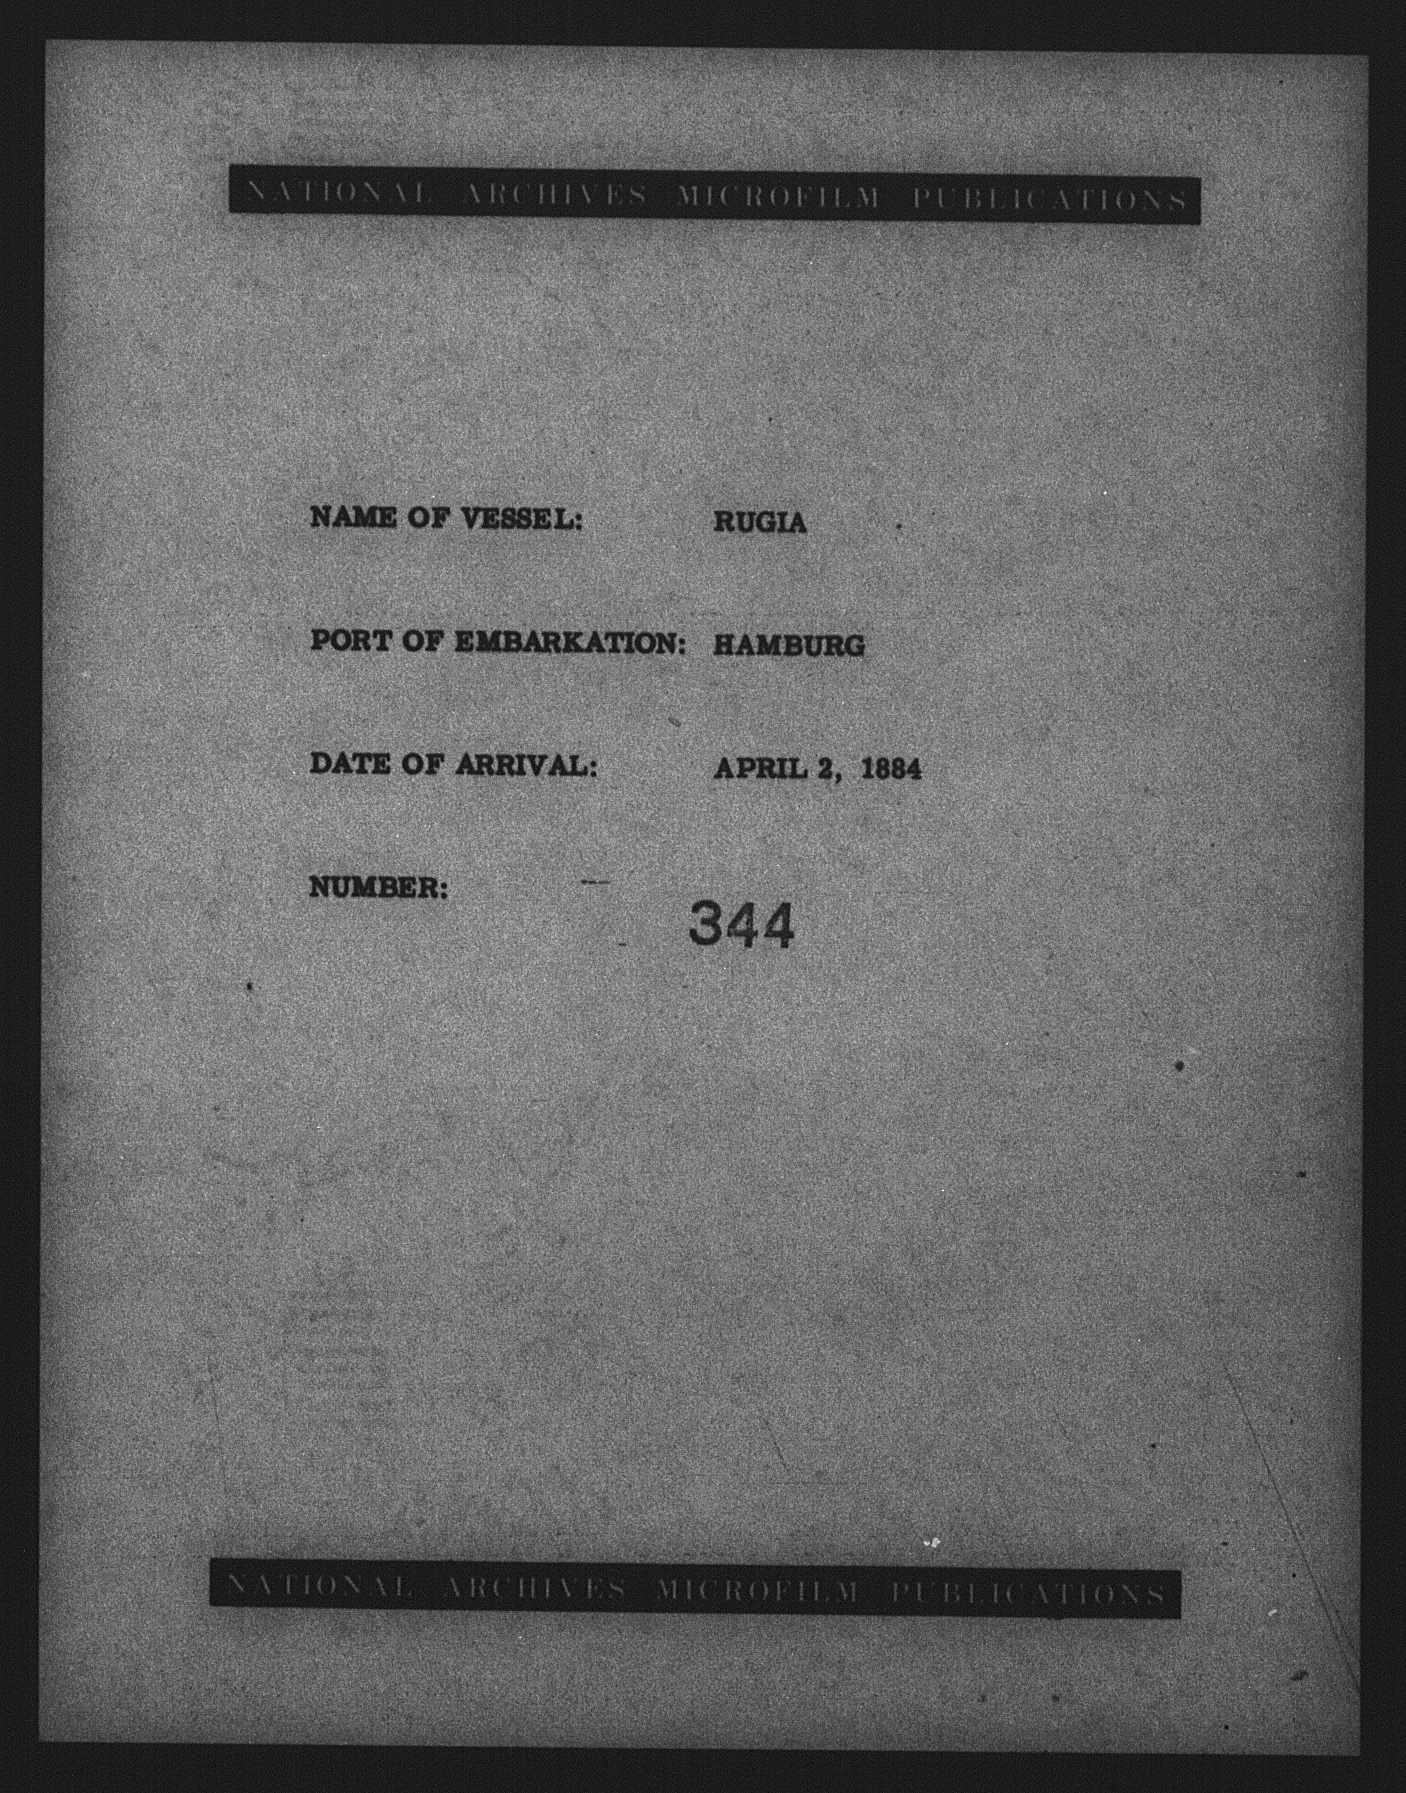 NATIONAL ARCHIVES MICROFILM PUBLICATIONS
NAME OF VESSEL: RUGIA
PORT OF EMBARKATION: HAMBURG
DATE OF ARRIVAL: APRIL 2, 1884
NUMBER: 344
NATIONAL ARCHIVES MICROFILM PUBLICATIONS